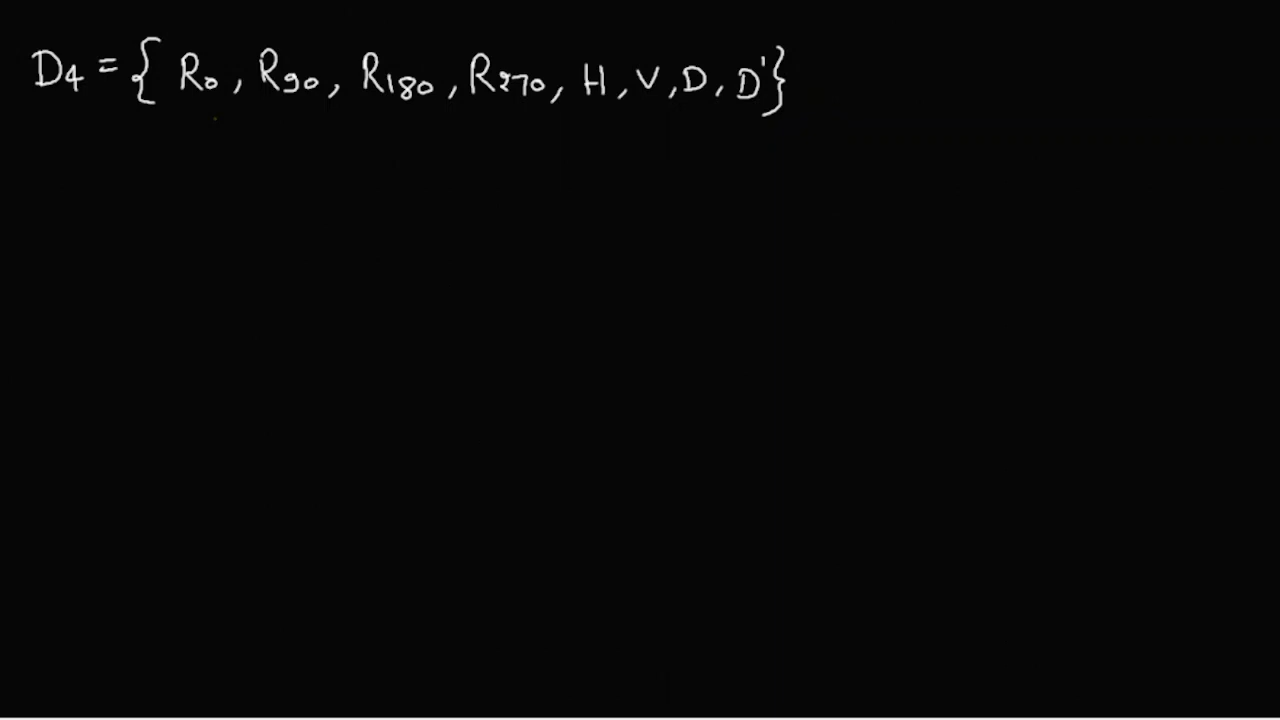 D₄ = { R₀, R₉₀, R₁₈₀, R₂₇₀, H, V, D, D' }